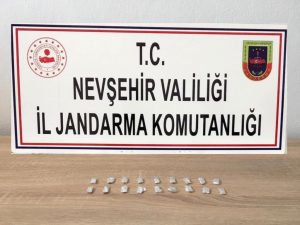 T.C.
NEVŞEHİR VALİLİĞİ
İL JANDARMA KOMUTANLIĞI